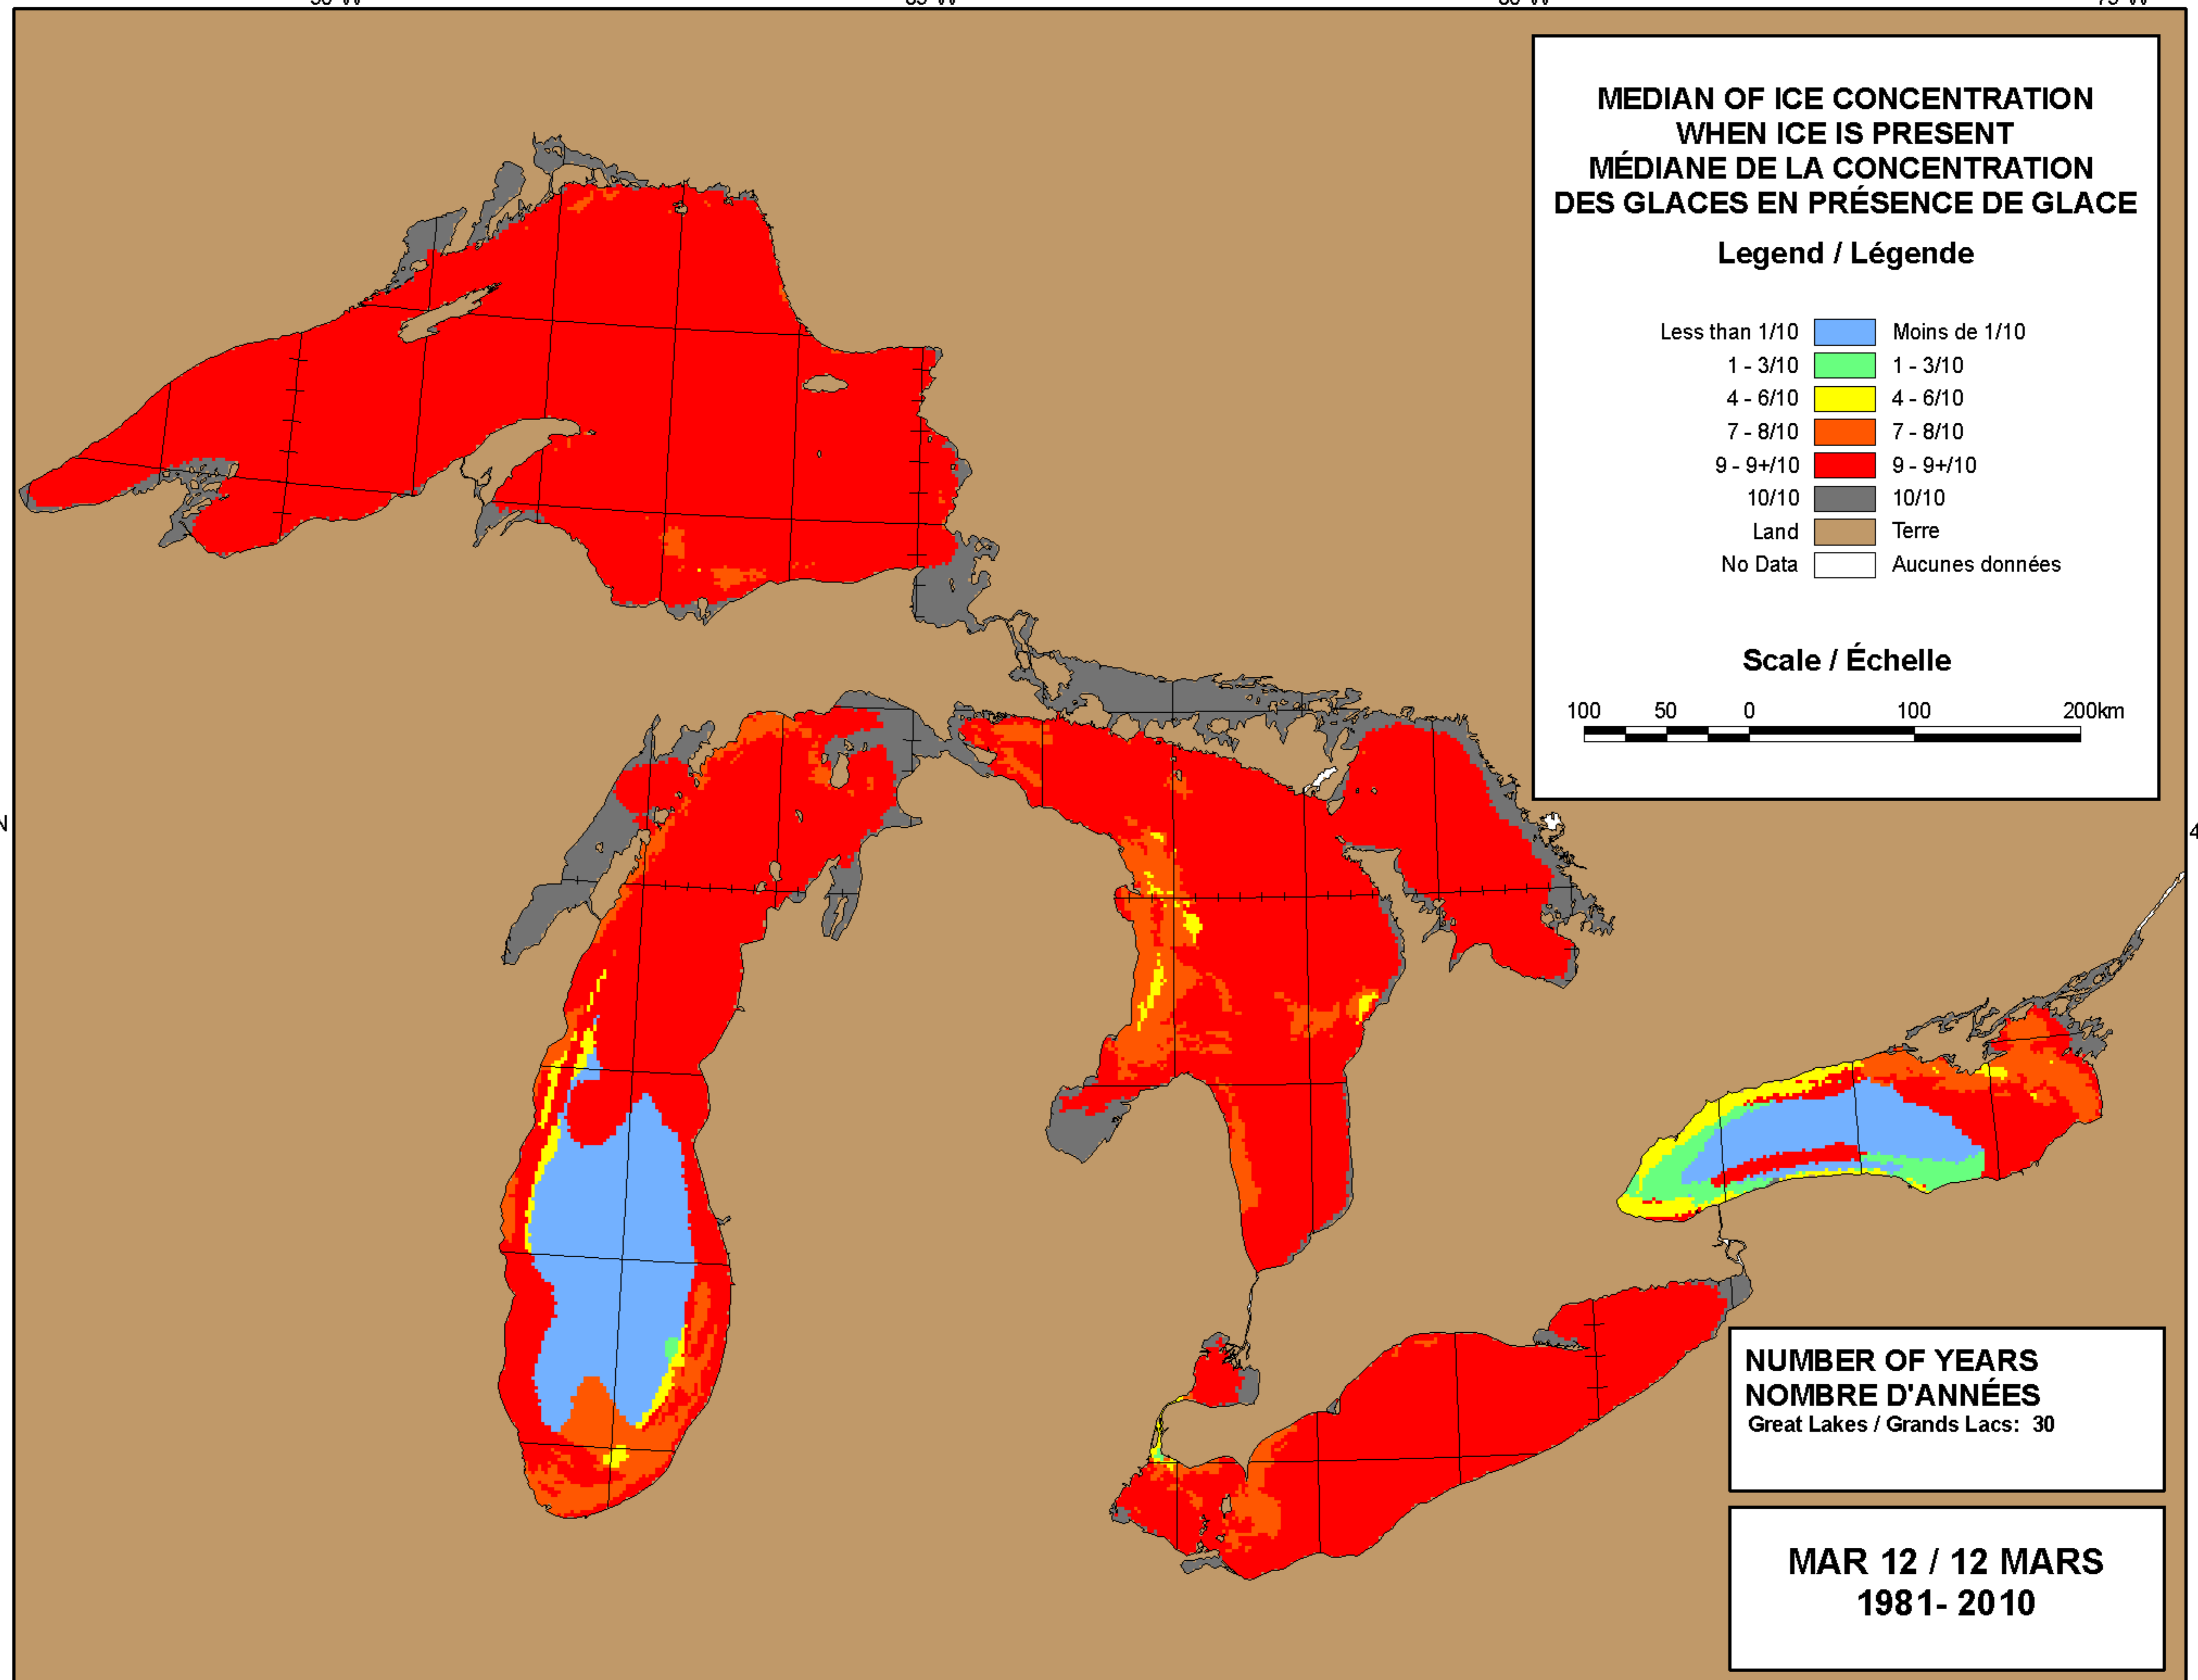 MEDIAN OF ICE CONCENTRATION
WHEN ICE IS PRESENT
MÉDIANE DE LA CONCENTRATION
DES GLACES EN PRÉSENCE DE GLACE
Legend / Légende
Less than 1/10 Moins de 1/10
1 - 3/10 1 - 3/10
4 - 6/10 4 - 6/10
7 - 8/10 7 - 8/10
9 - 9+/10 9 - 9+/10
10/10 10/10
Land Terre
No Data Aucunes données
Scale / Échelle
100 50 0 100 200km
N 4
NUMBER OF YEARS
NOMBRE D'ANNÉES
Great Lakes / Grands Lacs: 30
MAR 12 / 12 MARS
1981- 2010